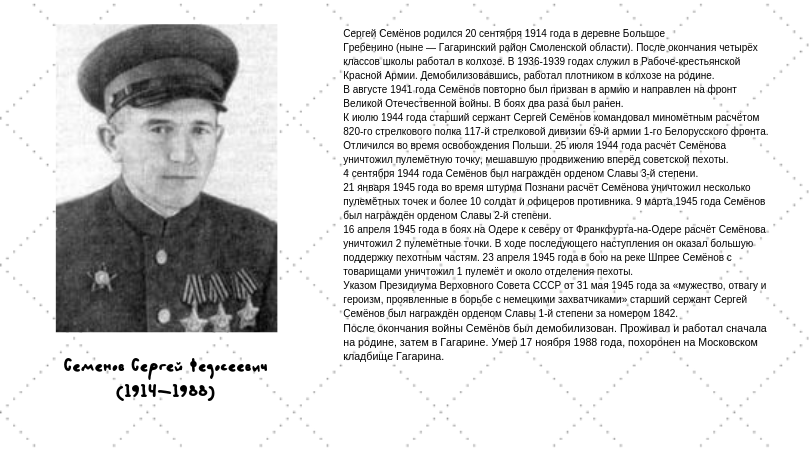 Сергей Семёнов родился 20 сентября 1914 года в деревне Большое
Гребенино (ныне — Гагаринский район Смоленской области). После окончания четырёх
классов школы работал в колхозе. В 1936-1939 годах служил в Рабоче-крестьянской
Красной Армии. Демобилизовавшись, работал плотником в колхозе на родине.
В августе 1941 года Семёнов повторно был призван в армию и направлен на фронт
Великой Отечественной войны. В боях два раза был ранен.
К июлю 1944 года старший сержант Сергей Семёнов командовал миномётным расчётом
820-го стрелкового полка 117-й стрелковой дивизии 69-й армии 1-го Белорусского фронта.
Отличился во время освобождения Польши. 25 июля 1944 года расчёт Семёнова
уничтожил пулемётную точку, мешавшую продвижению вперёд советской пехоты.
4 сентября 1944 года Семёнов был награждён орденом Славы 3-й степени.
21 января 1945 года во время штурма Познани расчёт Семёнова уничтожил несколько
пулемётных точек и более 10 солдат и офицеров противника. 9 марта 1945 года Семёнов
был награждён орденом Славы 2-й степени.
16 апреля 1945 года в боях на Одере к северу от Франкфурта-на-Одере расчёт Семёнова
уничтожил 2 пулемётные точки. В ходе последующего наступления он оказал большую
поддержку пехотным частям. 23 апреля 1945 года в бою на реке Шпрее Семёнов с
товарищами уничтожил 1 пулемёт и около отделения пехоты.
Указом Президиума Верховного Совета СССР от 31 мая 1945 года за «мужество, отвагу и
героизм, проявленные в борьбе с немецкими захватчиками» старший сержант Сергей
Семёнов был награждён орденом Славы 1-й степени за номером 1842.
После окончания войны Семёнов был демобилизован. Проживал и работал сначала
на родине, затем в Гагарине. Умер 17 ноября 1988 года, похоронен на Московском
кладбище Гагарина.
Семенов Сергей Федосеевич
(1914—1988)